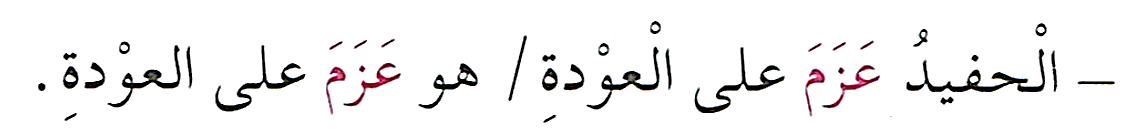 – الْحفيدُ عَزَمَ على الْعوْدةِ / هو عَزَمَ على العوْدةِ.